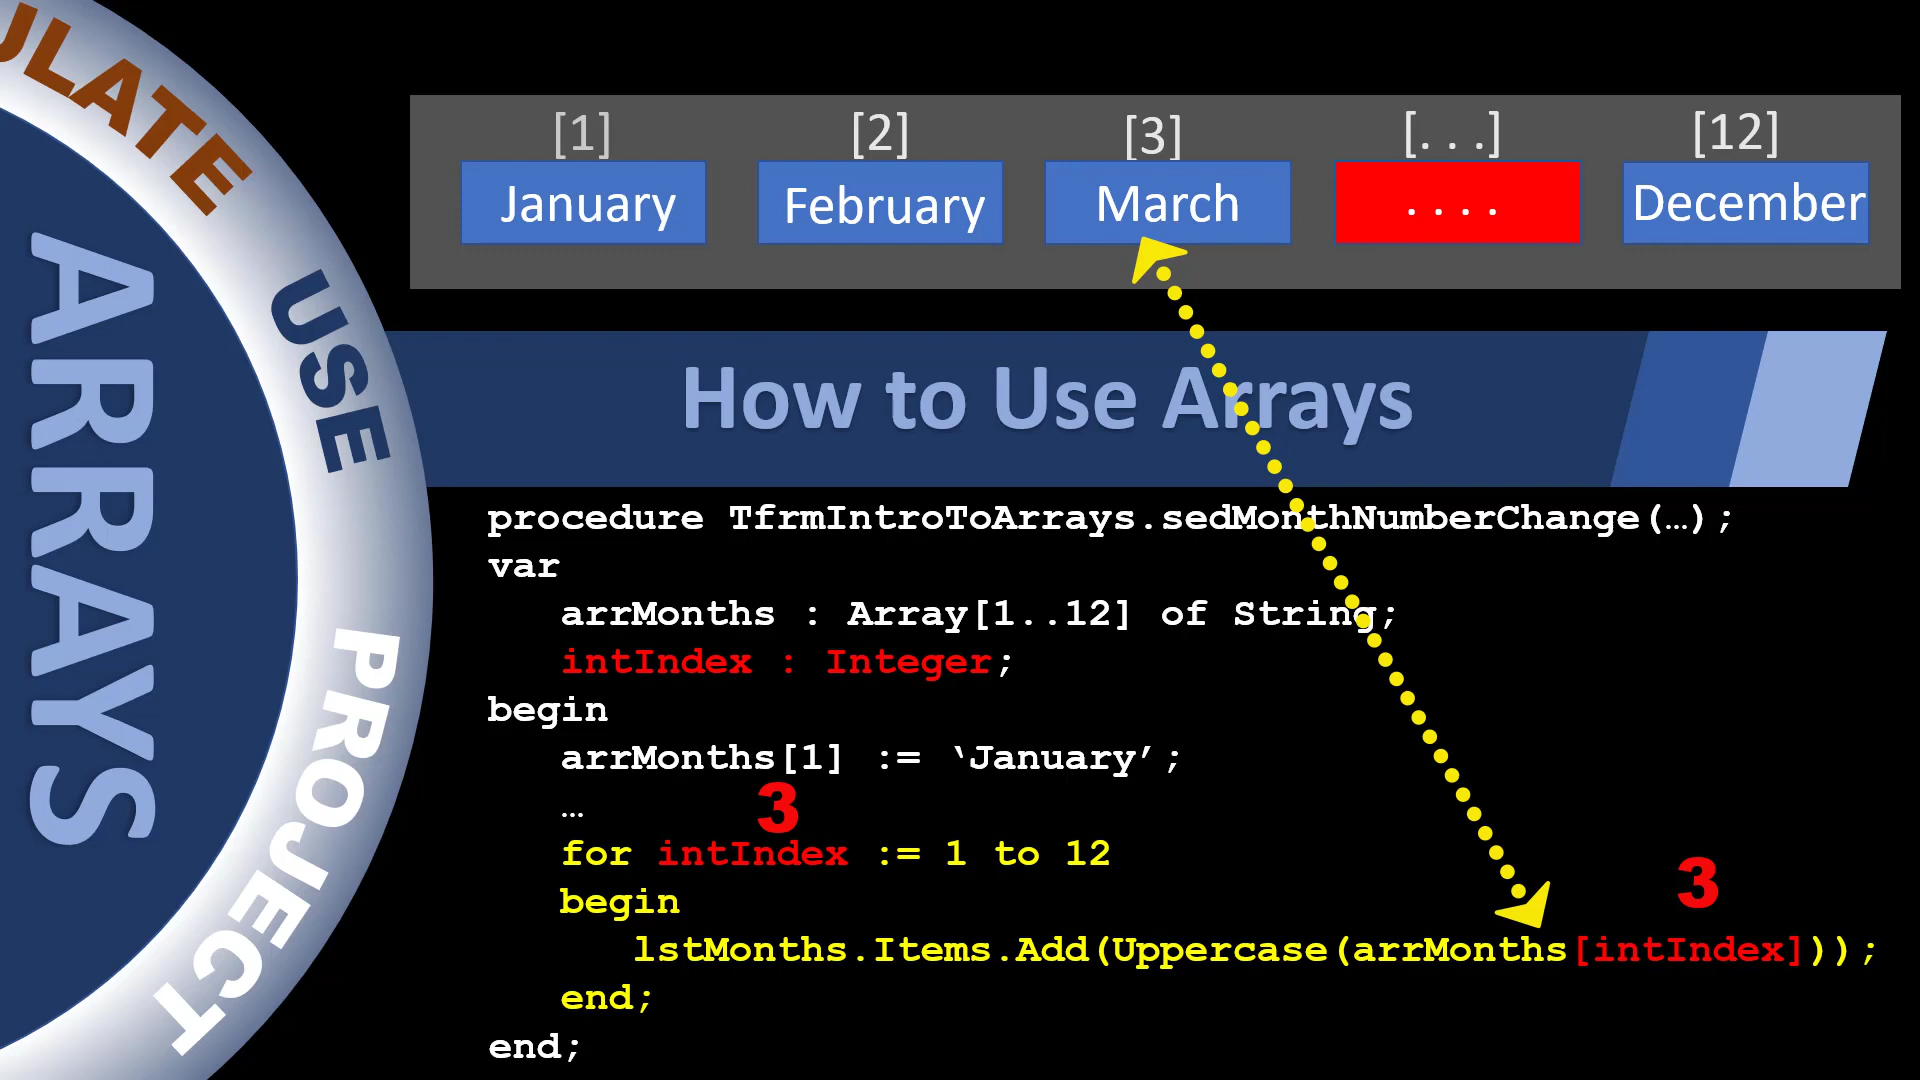 ULATE
USE
PROJECT
ARRAYS
[1] [2] [3] [. . .] [12]
January February March . . . . December
How to Use Arrays
procedure TfrmIntroToArrays.sedMonthNumberChange(…);
var
arrMonths : Array[1..12] of String;
intIndex : Integer;
begin
arrMonths[1] := ‘January’;
…
3
for intIndex := 1 to 12
begin
3
lstMonths.Items.Add(Uppercase(arrMonths[intIndex]));
end;
end;